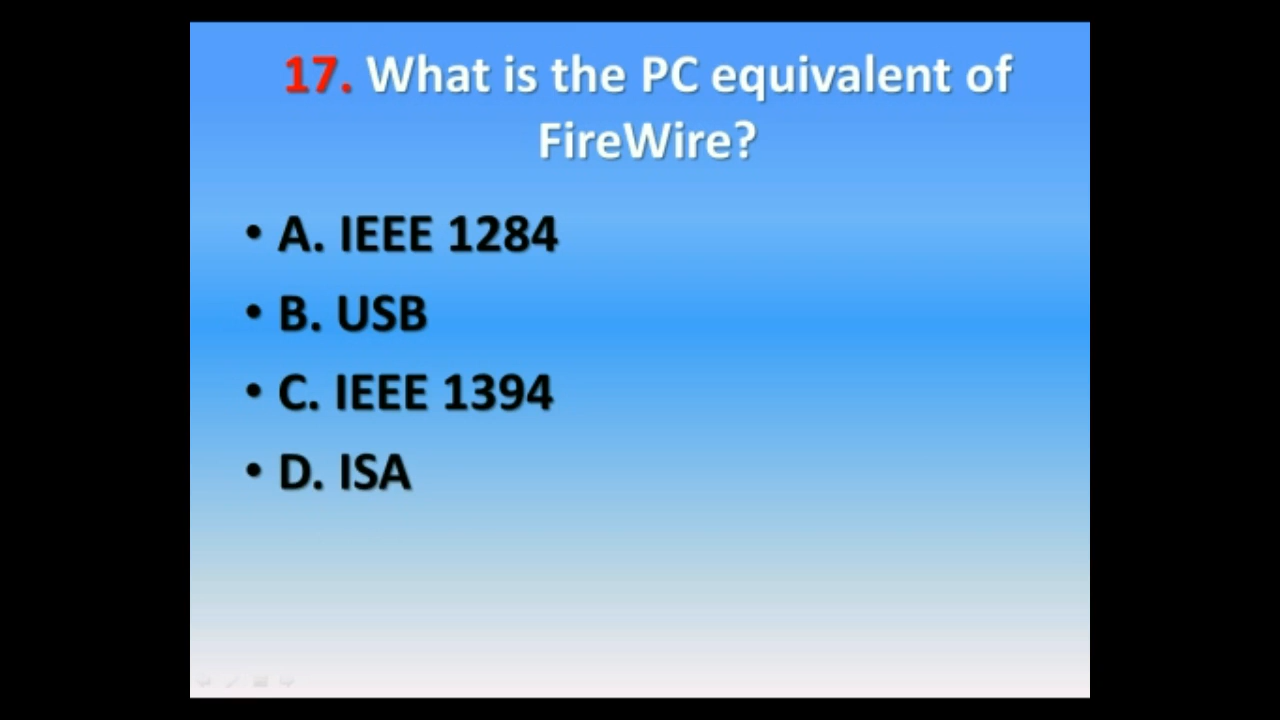 17. What is the PC equivalent of
FireWire?
• A. IEEE 1284
• B. USB
• C. IEEE 1394
• D. ISA